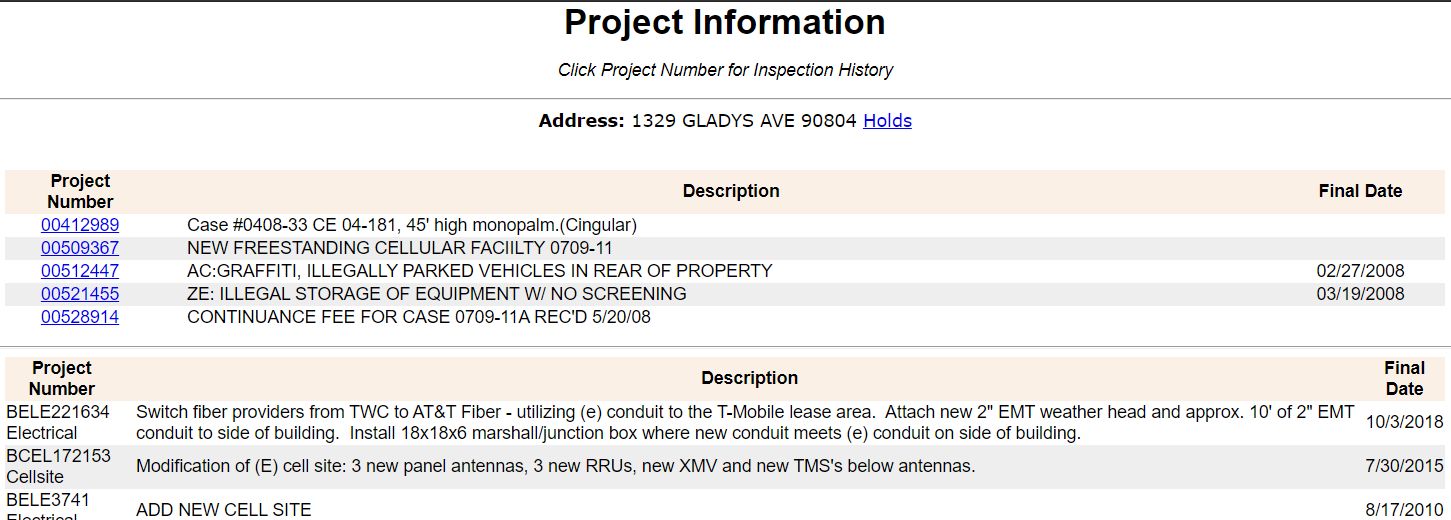 Project Information
Click Project Number for Inspection History
Address: 1329 GLADYS AVE 90804 Holds
Project
Number
Description
Final Date
00412989 Case #0408-33 CE 04-181, 45' high monopalm.(Cingular)
00509367 NEW FREESTANDING CELLULAR FACIILTY 0709-11
00512447 AC:GRAFFITI, ILLEGALLY PARKED VEHICLES IN REAR OF PROPERTY 02/27/2008
00521455 ZE: ILLEGAL STORAGE OF EQUIPMENT W/ NO SCREENING 03/19/2008
00528914 CONTINUANCE FEE FOR CASE 0709-11A REC'D 5/20/08
Project
Number
Description
Final
Date
BELE221634
Electrical
Switch fiber providers from TWC to AT&T Fiber - utilizing (e) conduit to the T-Mobile lease area.  Attach new 2" EMT weather head and approx. 10' of 2" EMT
conduit to side of building.  Install 18x18x6 marshall/junction box where new conduit meets (e) conduit on side of building.
10/3/2018
BCEL172153
Cellsite
Modification of (E) cell site: 3 new panel antennas, 3 new RRUs, new XMV and new TMS's below antennas.
7/30/2015
BELE3741
Electrical
ADD NEW CELL SITE
8/17/2010